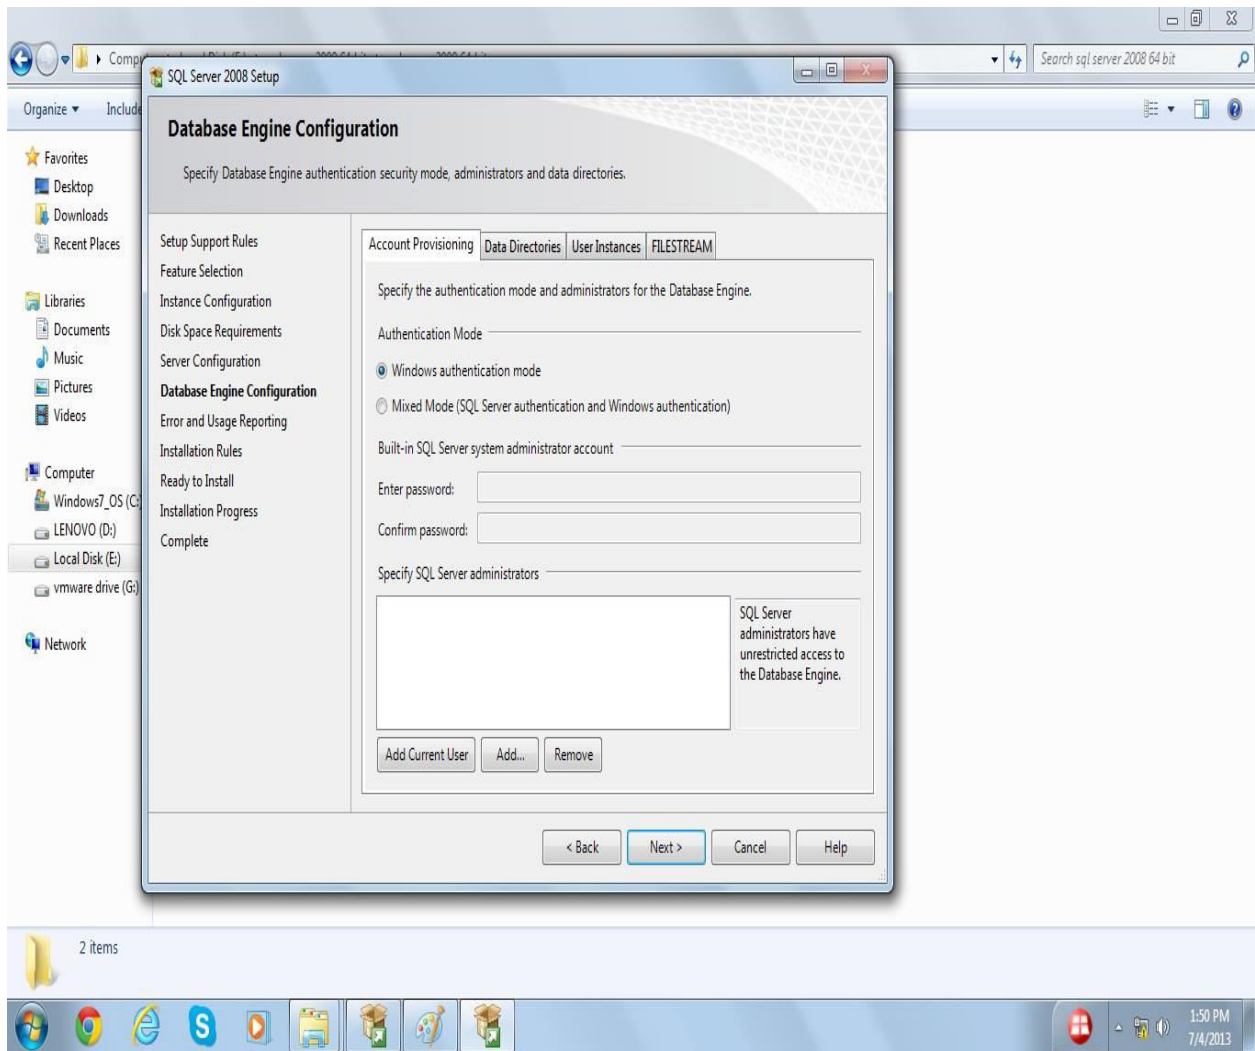 Search sql server 2008 64 bit
SQL Server 2008 Setup
Organize Include
Database Engine Configuration
Specify Database Engine authentication security mode, administrators and data directories.
Favorites
Desktop
Downloads
Recent Places
Libraries
Documents
Music
Pictures
Videos
Computer
Windows7_OS (C:
LENOVO (D:)
Local Disk (E:)
vmware drive (G:)
Network
Setup Support Rules
Feature Selection
Instance Configuration
Disk Space Requirements
Server Configuration
Database Engine Configuration
Error and Usage Reporting
Installation Rules
Ready to Install
Installation Progress
Complete
Account Provisioning Data Directories User Instances FILESTREAM
Specify the authentication mode and administrators for the Database Engine.
Authentication Mode
Windows authentication mode
Mixed Mode (SQL Server authentication and Windows authentication)
Built-in SQL Server system administrator account
Enter password:
Confirm password:
Specify SQL Server administrators
SQL Server
administrators have
unrestricted access to
the Database Engine.
Add Current User Add... Remove
< Back Next > Cancel Help
2 items
1:50 PM
7/4/2013